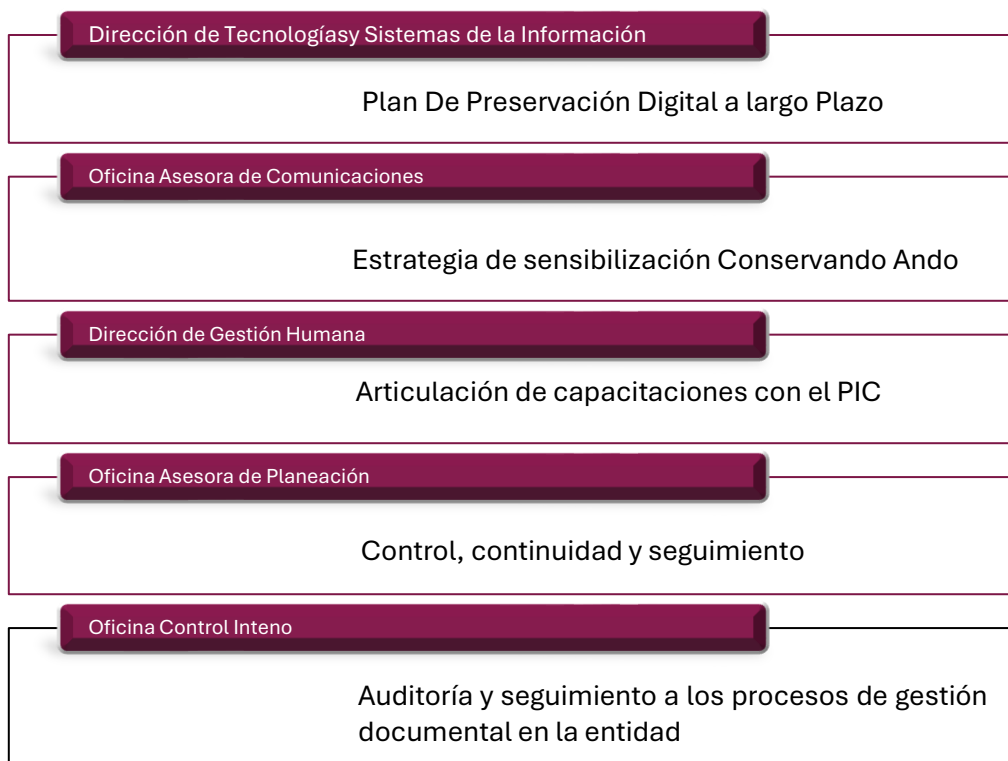 Dirección de Tecnologíasy Sistemas de la Información
Plan De Preservación Digital a largo Plazo
Oficina Asesora de Comunicaciones
Estrategia de sensibilización Conservando Ando
Dirección de Gestión Humana
Articulación de capacitaciones con el PIC
Oficina Asesora de Planeación
Control, continuidad y seguimiento
Oficina Control Inteno
Auditoría y seguimiento a los procesos de gestión
documental en la entidad